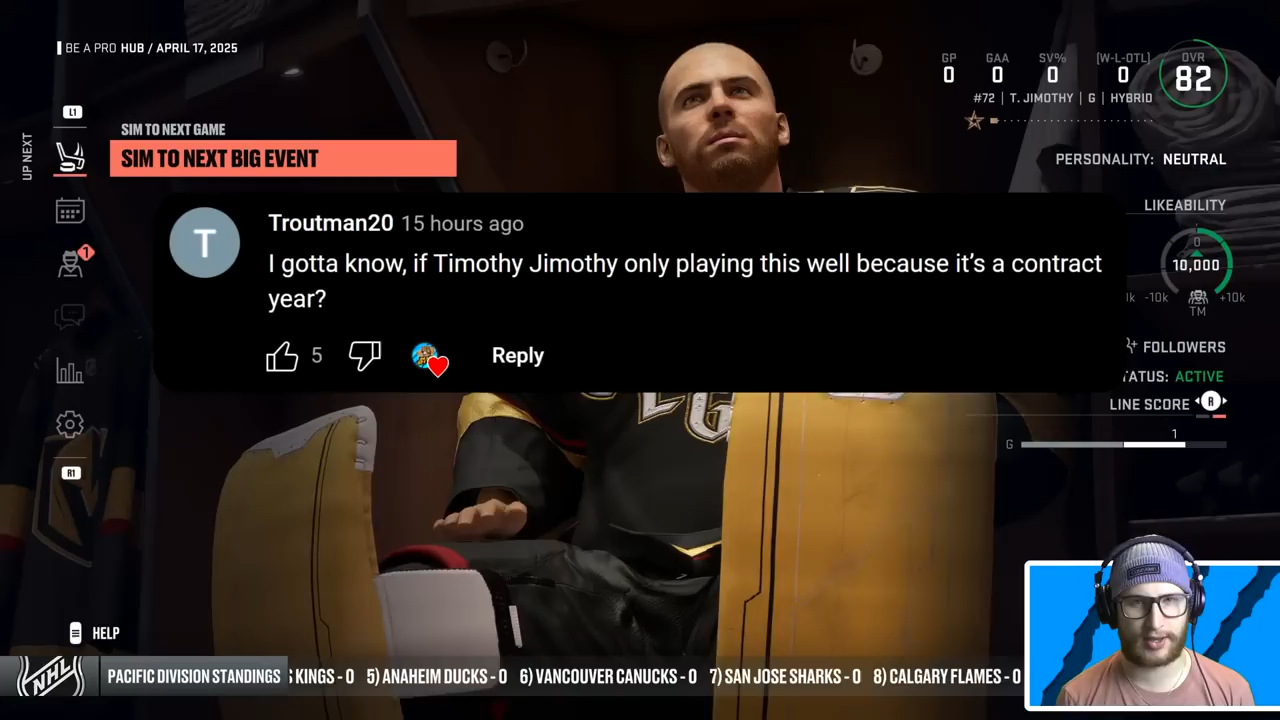 BE A PRO HUB / APRIL 17, 2025
GP GAA SV% [W-L-OTL] OVR
0 0 0 0 82
#72 | T. JIMOTHY | G | HYBRID
L1
UP NEXT
SIM TO NEXT GAME
SIM TO NEXT BIG EVENT
PERSONALITY: NEUTRAL
LIKEABILITY
0
10,000
-10k +10k
TM
1
T
Troutman20 15 hours ago
I gotta know, if Timothy Jimothy only playing this well because it’s a contract
year?
5 Reply
FOLLOWERS
ATUS: ACTIVE
LINE SCORE R
1
G
R1
HELP
NHL
PACIFIC DIVISION STANDINGS KINGS - 0 5) ANAHEIM DUCKS - 0 6) VANCOUVER CANUCKS - 0 7) SAN JOSE SHARKS - 0 8) CALGARY FLAMES - 0